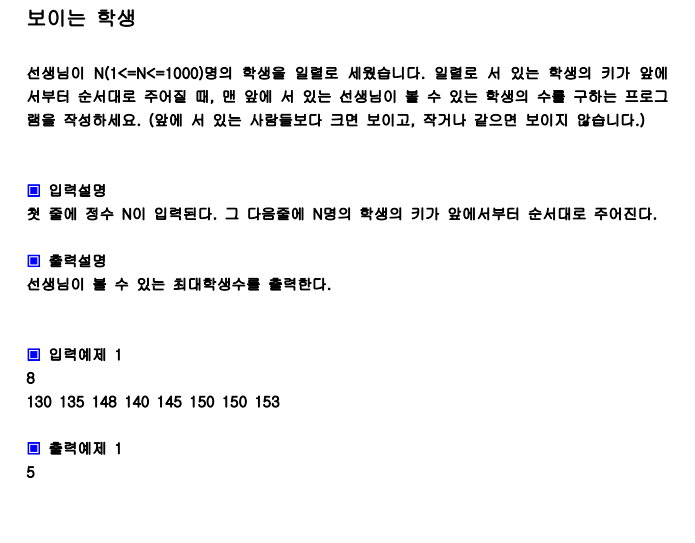 보이는 학생
선생님이 N(1<=N<=1000)명의 학생을 일렬로 세웠습니다. 일렬로 서 있는 학생의 키가 앞에
서부터 순서대로 주어질 때, 맨 앞에 서 있는 선생님이 볼 수 있는 학생의 수를 구하는 프로그
램을 작성하세요. (앞에 서 있는 사람들보다 크면 보이고, 작거나 같으면 보이지 않습니다.)
▣ 입력설명
첫 줄에 정수 N이 입력된다. 그 다음줄에 N명의 학생의 키가 앞에서부터 순서대로 주어진다.
▣ 출력설명
선생님이 볼 수 있는 최대학생수를 출력한다.
▣ 입력예제 1
8
130 135 148 140 145 150 150 153
▣ 출력예제 1
5